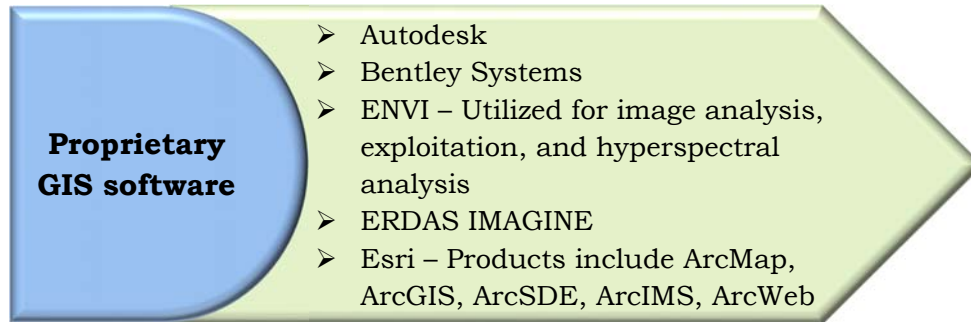 Proprietary
GIS software
➢ Autodesk
➢ Bentley Systems
➢ ENVI – Utilized for image analysis,
exploitation, and hyperspectral
analysis
➢ ERDAS IMAGINE
➢ Esri – Products include ArcMap,
ArcGIS, ArcSDE, ArcIMS, ArcWeb